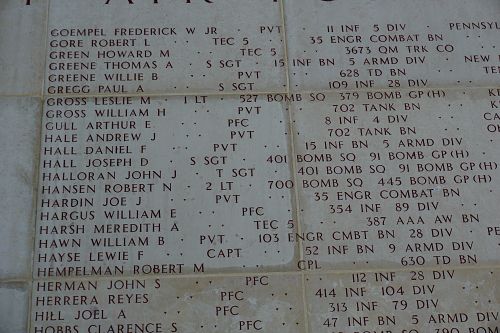 GOEMPEL FREDERICK W JR · PVT · 11 INF 5 DIV · PENNSYL
GORE ROBERT L · · · TEC 5 · · 35 ENGR COMBAT BN · ·
GREEN HOWARD M · · TEC 5 · · 3673 QM TRK CO · ·
GREENE THOMAS A · S SGT · 15 INF BN 5 ARMD DIV · NEW
GREENE WILLIE B · · PVT · · 628 TD BN · · TEX
GREGG PAUL A · · S SGT · · 109 INF 28 DIV · ·
GROSS LESLIE M · 1 LT · 527 BOMB SQ 379 BOMB GP(H)
GROSS WILLIAM H · · PVT · · 702 TANK BN · ·
GULL ARTHUR E · · PFC · · 8 INF 4 DIV · ·
HALE ANDREW J · · PVT · · 702 TANK BN · ·
HALL DANIEL F · · PVT · · 15 INF BN 5 ARMD DIV
HALL JOSEPH D · S SGT · 401 BOMB SQ 91 BOMB GP(H)
HALLORAN JOHN J · T SGT · 401 BOMB SQ 91 BOMB GP(H)
HANSEN ROBERT N · 2 LT · 700 BOMB SQ 445 BOMB GP(H)
HARDIN JOE J · · PVT · · 35 ENGR COMBAT BN · ·
HARGUS WILLIAM E · · PFC · · 354 INF 89 DIV · ·
HARSH MEREDITH A · · TEC 5 · · 387 AAA AW BN · ·
HAWN WILLIAM B · PVT · 103 ENGR CMBT BN 28 DIV · PEN
HAYSE LEWIE F · · CAPT · · 52 INF BN 9 ARMD DIV
HEMPELMAN ROBERT M · · CPL · · 630 TD BN · ·
HERMAN JOHN S · · PFC · · 112 INF 28 DIV · ·
HERRERA REYES · · PFC · · 414 INF 104 DIV · ·
HILL JOEL A · · PFC · · 313 INF 79 DIV · ·
HOBBS CLARENCE S · · PFC · · 47 INF BN 5 ARMD DIV